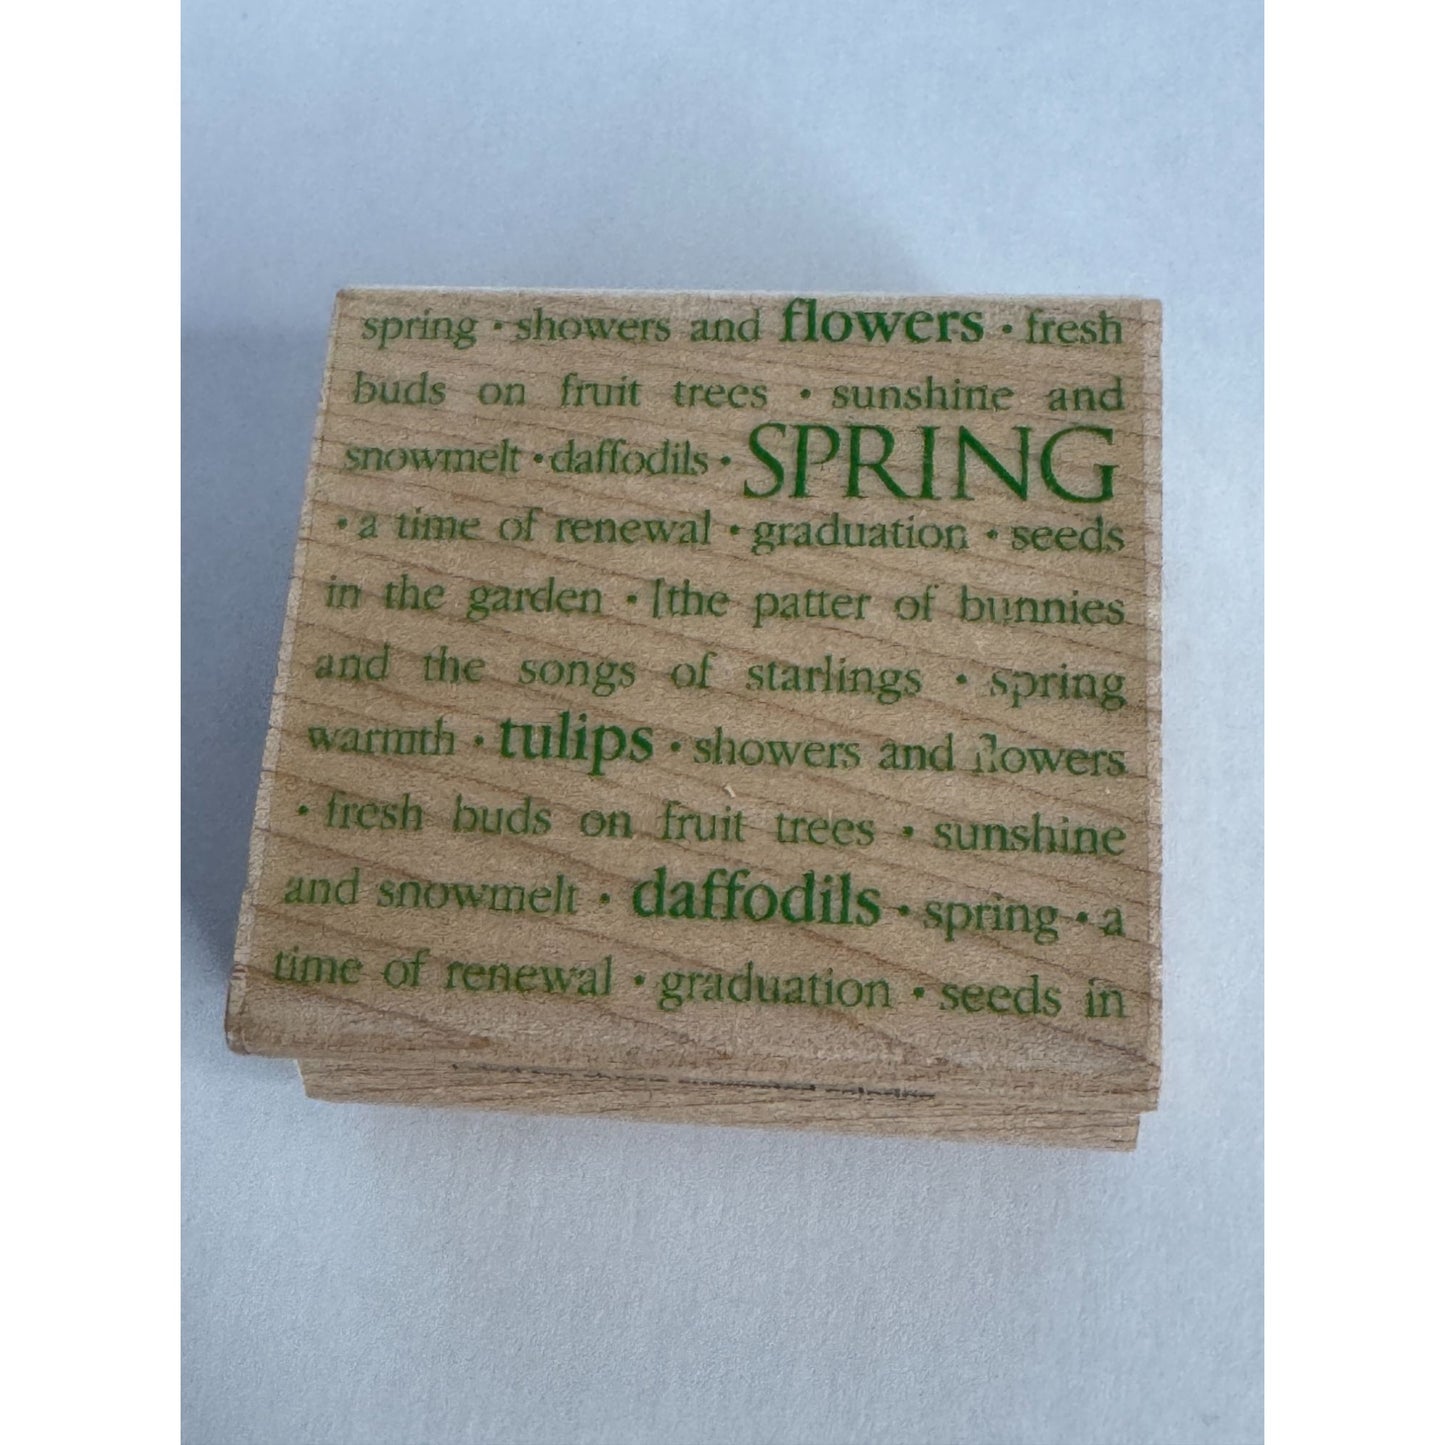 spring · showers and flowers · fresh
buds on fruit trees · sunshine and
snowmelt · daffodils · SPRING
· a time of renewal · graduation · seeds
in the garden · [the patter of bunnies
and the songs of starlings · spring
warmth · tulips · showers and flowers
· fresh buds on fruit trees · sunshine
and snowmelt · daffodils · spring · a
time of renewal · graduation · seeds in